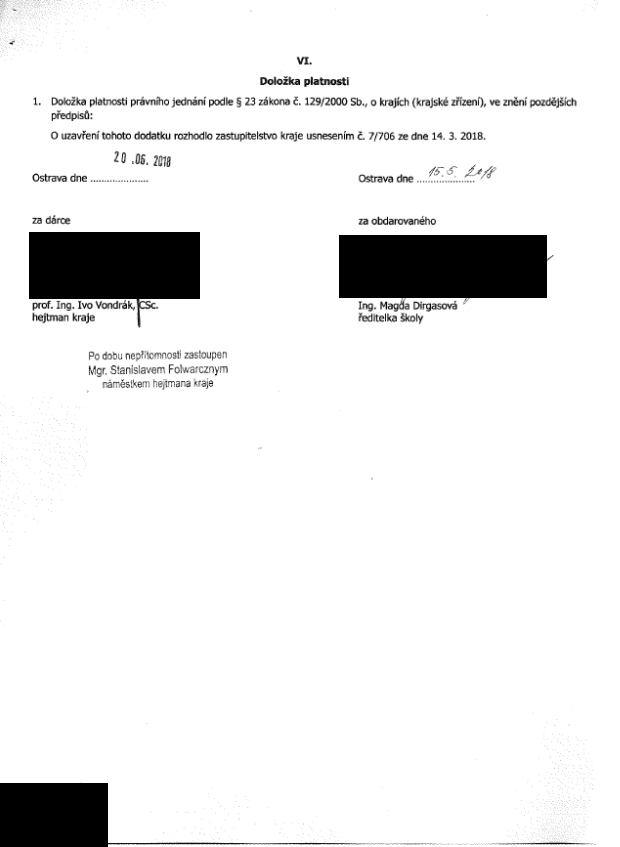 VI.
Doložka platnosti
1. Doložka platnosti právního jednání podle § 23 zákona č. 129/2000 Sb., o krajích (krajské zřízení), ve znění pozdějších
předpisů:
O uzavření tohoto dodatku rozhodlo zastupitelstvo kraje usnesením č. 7/706 ze dne 14. 3. 2018.
20 .06. 2018
Ostrava dne .....................
15.5. 2018
Ostrava dne .....................
za dárce
za obdarovaného
prof. Ing. Ivo Vondrák, CSc.
hejtman kraje
Ing. Magda Dirgasová
ředitelka školy
Po dobu nepřítomnosti zastoupen
Mgr. Stanislavem Folwarcznym
náměstkem hejtmana kraje